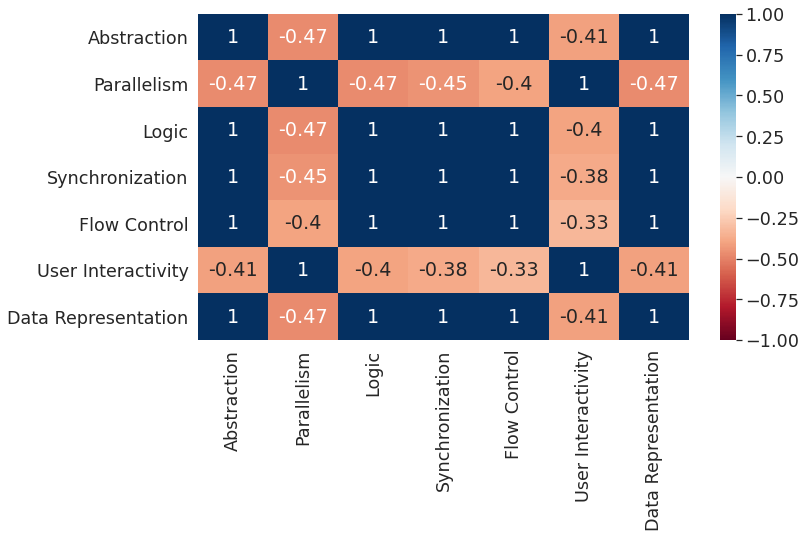 Abstraction 1 -0.47 1 1 1 -0.41 1
Parallelism -0.47 1 -0.47 -0.45 -0.4 1 -0.47
Logic 1 -0.47 1 1 1 -0.4 1
Synchronization 1 -0.45 1 1 1 -0.38 1
Flow Control 1 -0.4 1 1 1 -0.33 1
User Interactivity -0.41 1 -0.4 -0.38 -0.33 1 -0.41
Data Representation 1 -0.47 1 1 1 -0.41 1
Abstraction
Parallelism
Logic
Synchronization
Flow Control
User Interactivity
Data Representation
1.00
0.75
0.50
0.25
0.00
−0.25
−0.50
−0.75
−1.00